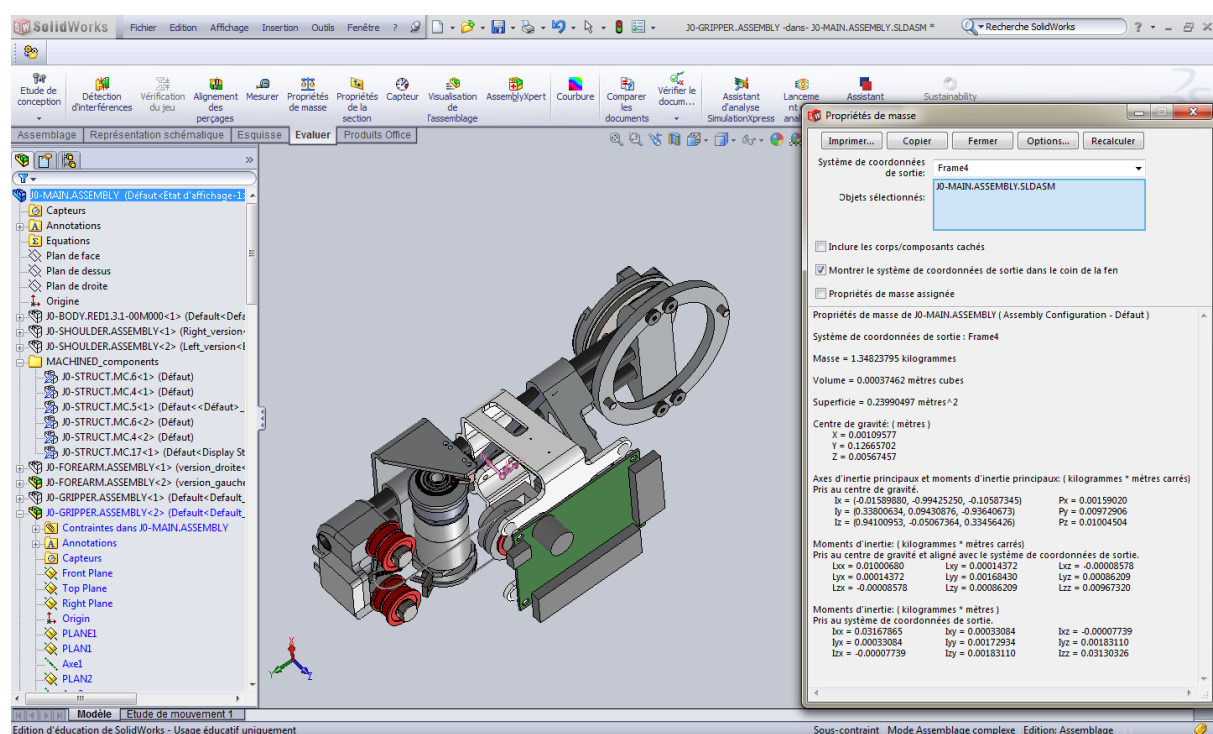 SolidWorks Fichier Edition Affichage Insertion Outils Fenêtre ? J0-GRIPPER.ASSEMBLY -dans- J0-MAIN.ASSEMBLY.SLDASM * Recherche SolidWorks ?
Etude de conception
Détection d'interférences
Vérification du jeu
Alignement des perçages
Mesurer
Propriétés de masse
Propriétés de la section
Capteur
Visualisation de l'assemblage
AssemblyXpert
Courbure
Comparer les documents
Vérifier le docum...
Assistant d'analyse SimulationXpress
Assistant
Sustainability
Assemblage Représentation schématique Esquisse Evaluer Produits Office
J0-MAIN.ASSEMBLY (Défaut<Etat d'affichage-1
Capteurs
Annotations
Equations
Plan de face
Plan de dessus
Plan de droite
Origine
J0-BODY.RED1.3.1-00M000<1> (Default<Defa
J0-SHOULDER.ASSEMBLY<1> (Right_version
J0-SHOULDER.ASSEMBLY<2> (Left_version<
MACHINED_components
J0-STRUCT.MC.6<1> (Défaut)
J0-STRUCT.MC.4<1> (Défaut)
J0-STRUCT.MC.5<1> (Défaut<<Défaut>_
J0-STRUCT.MC.6<2> (Défaut)
J0-STRUCT.MC.4<2> (Défaut)
J0-STRUCT.MC.17<1> (Défaut<Display St
J0-FOREARM.ASSEMBLY<1> (version_droite<
J0-FOREARM.ASSEMBLY<2> (version_gauche
J0-GRIPPER.ASSEMBLY<1> (Default<Default_
J0-GRIPPER.ASSEMBLY<2> (Default<Default_
Contraintes dans J0-MAIN.ASSEMBLY
Annotations
Capteurs
Front Plane
Top Plane
Right Plane
Origin
PLANE1
PLAN1
Axe1
PLAN2
X
Y
Z
Modèle Etude de mouvement 1
Edition d'éducation de SolidWorks - Usage éducatif uniquement Sous-contraint Mode Assemblage complexe Edition: Assemblage
Propriétés de masse
Imprimer... Copier Fermer Options... Recalculer
Système de coordonnées
de sortie: Frame4
Objets sélectionnés: J0-MAIN.ASSEMBLY.SLDASM
Inclure les corps/composants cachés
Montrer le système de coordonnées de sortie dans le coin de la fen
Propriétés de masse assignée
Propriétés de masse de J0-MAIN.ASSEMBLY ( Assembly Configuration - Défaut )
Système de coordonnées de sortie : Frame4
Masse = 1.34823795 kilogrammes
Volume = 0.00037462 mètres cubes
Superficie = 0.23990497 mètres^2
Centre de gravité: ( mètres )
X = 0.00109577
Y = 0.12665702
Z = 0.00567457
Axes d'inertie principaux et moments d'inertie principaux: ( kilogrammes * mètres carrés)
Pris au centre de gravité.
Ix = (-0.01589880, -0.99425250, -0.10587345) Px = 0.00159020
Iy = (0.33800634, 0.09430876, -0.93640673) Py = 0.00972906
Iz = (0.94100953, -0.05067364, 0.33456426) Pz = 0.01004504
Moments d'inertie: ( kilogrammes * mètres carrés)
Pris au centre de gravité et aligné avec le système de coordonnées de sortie.
Lxx = 0.01000680 Lxy = 0.00014372 Lxz = -0.00008578
Lyx = 0.00014372 Lyy = 0.00168430 Lyz = 0.00086209
Lzx = -0.00008578 Lzy = 0.00086209 Lzz = 0.00967320
Moments d'inertie: ( kilogrammes * mètres )
Pris au système de coordonnées de sortie.
Ixx = 0.03167865 Ixy = 0.00033084 Ixz = -0.00007739
Iyx = 0.00033084 Iyy = 0.00172934 Iyz = 0.00183110
Izx = -0.00007739 Izy = 0.00183110 Izz = 0.03130326